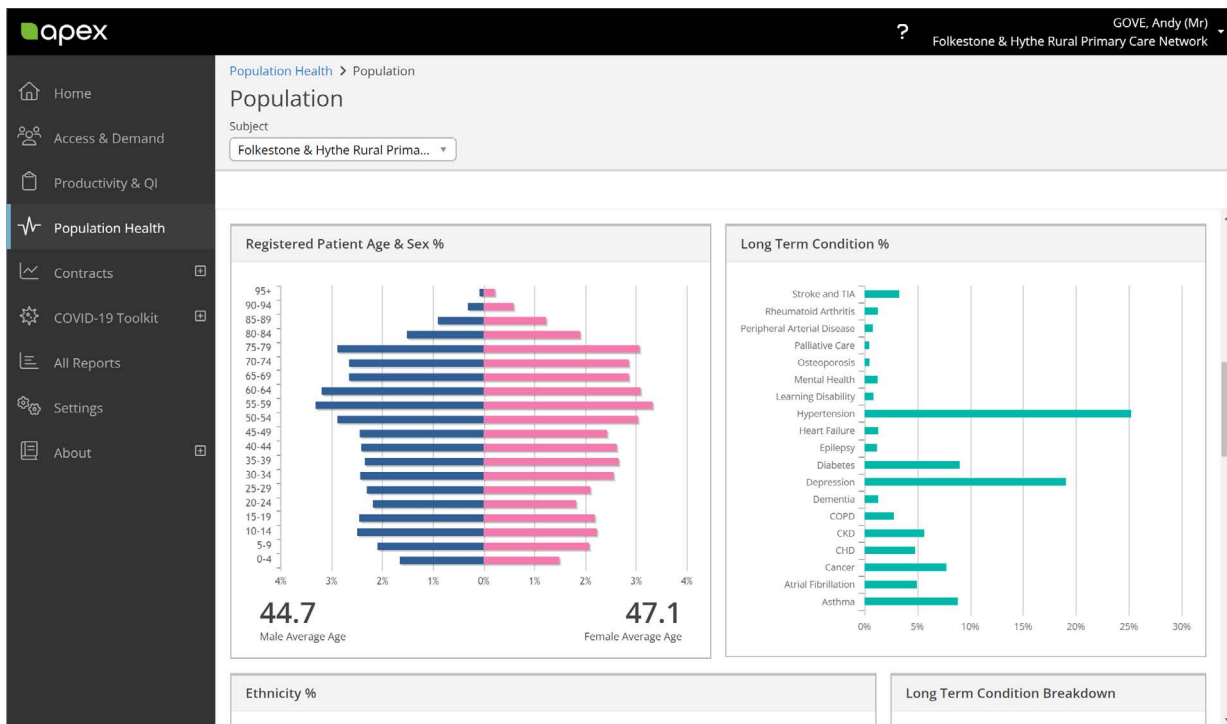 apex
?
GOVE, Andy (Mr)
Folkestone & Hythe Rural Primary Care Network
Home
Access & Demand
Productivity & QI
Population Health
Contracts
COVID-19 Toolkit
All Reports
Settings
About
Population Health > Population
Population
Subject
Folkestone & Hythe Rural Prima...
Registered Patient Age & Sex %
95+
90-94
85-89
80-84
75-79
70-74
65-69
60-64
55-59
50-54
45-49
40-44
35-39
30-34
25-29
20-24
15-19
10-14
5-9
0-4
4% 3% 2% 1% 0% 1% 2% 3% 4%
44.7 47.1
Male Average Age Female Average Age
Long Term Condition %
Stroke and TIA
Rheumatoid Arthritis
Peripheral Arterial Disease
Palliative Care
Osteoporosis
Mental Health
Learning Disability
Hypertension
Heart Failure
Epilepsy
Diabetes
Depression
Dementia
COPD
CKD
CHD
Cancer
Atrial Fibrillation
Asthma
0% 5% 10% 15% 20% 25% 30%
Ethnicity %
Long Term Condition Breakdown